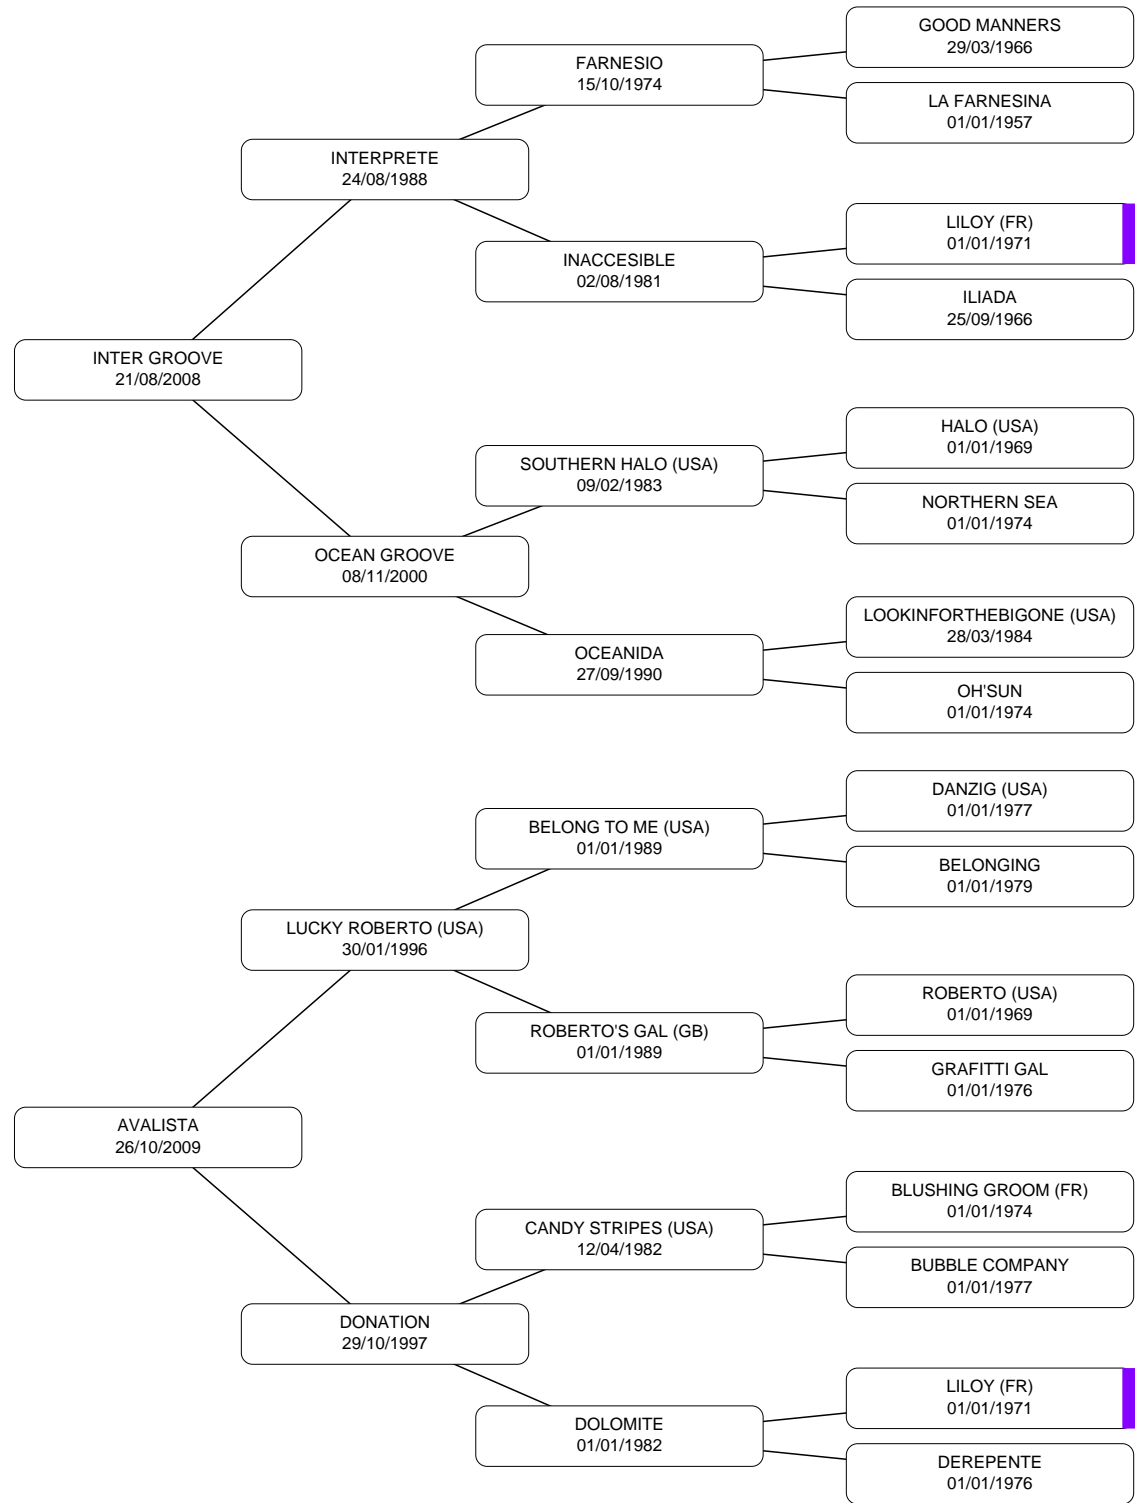 GOOD MANNERS
29/03/1966
FARNESIO
15/10/1974
LA FARNESINA
01/01/1957
INTERPRETE
24/08/1988
LILOY (FR)
01/01/1971
INACCESIBLE
02/08/1981
ILIADA
25/09/1966
INTER GROOVE
21/08/2008
HALO (USA)
01/01/1969
SOUTHERN HALO (USA)
09/02/1983
NORTHERN SEA
01/01/1974
OCEAN GROOVE
08/11/2000
LOOKINFORTHEBIGONE (USA)
28/03/1984
OCEANIDA
27/09/1990
OH'SUN
01/01/1974
DANZIG (USA)
01/01/1977
BELONG TO ME (USA)
01/01/1989
BELONGING
01/01/1979
LUCKY ROBERTO (USA)
30/01/1996
ROBERTO (USA)
01/01/1969
ROBERTO'S GAL (GB)
01/01/1989
GRAFITTI GAL
01/01/1976
AVALISTA
26/10/2009
BLUSHING GROOM (FR)
01/01/1974
CANDY STRIPES (USA)
12/04/1982
BUBBLE COMPANY
01/01/1977
DONATION
29/10/1997
LILOY (FR)
01/01/1971
DOLOMITE
01/01/1982
DEREPENTE
01/01/1976